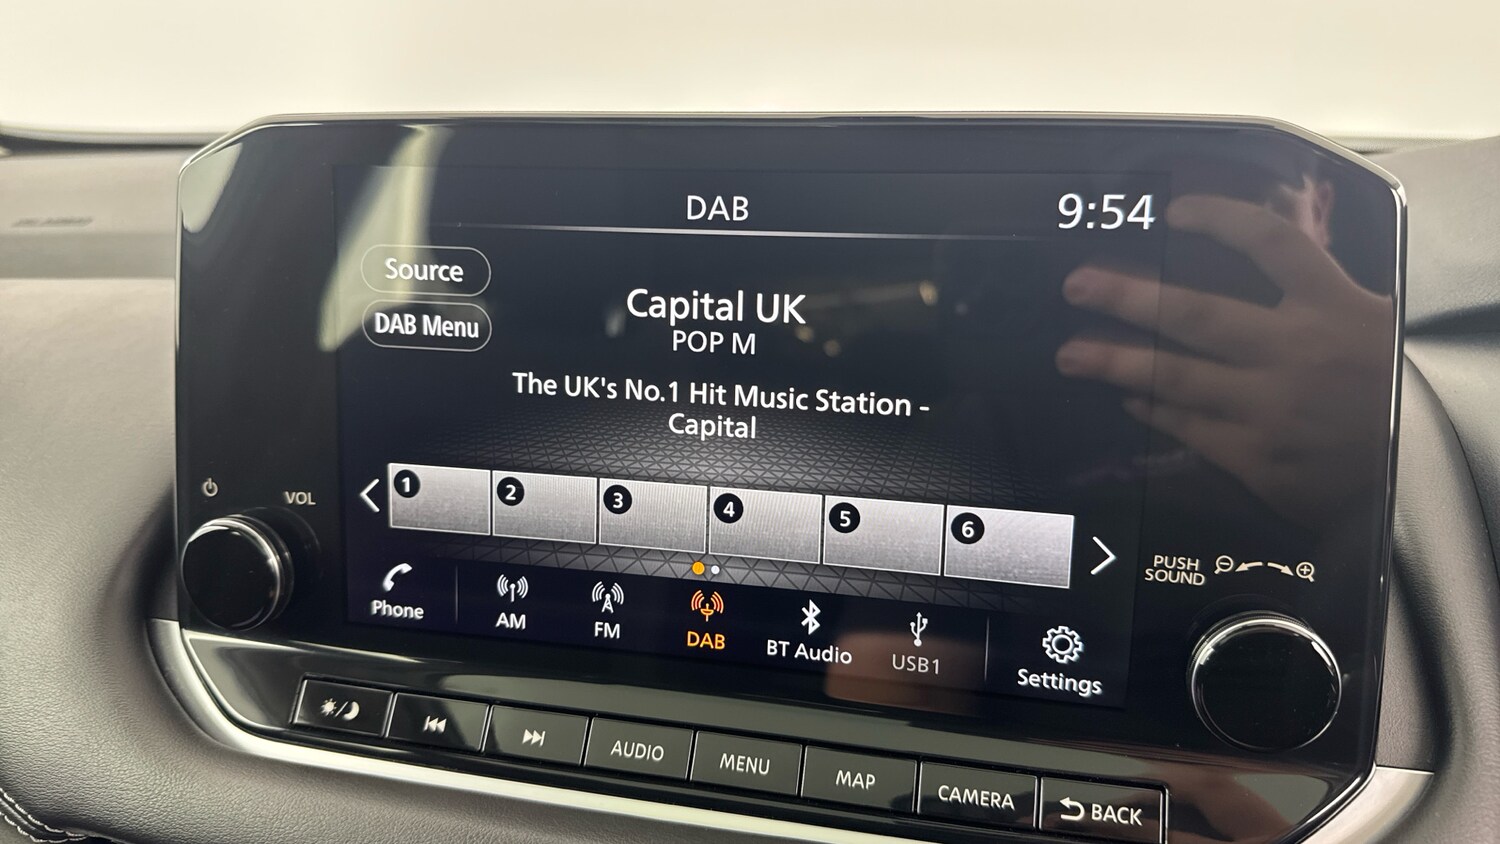 DAB
9:54
Source
DAB Menu
Capital UK
POP M
The UK's No.1 Hit Music Station -
Capital
1 2 3 4 5 6
VOL
PUSH
SOUND
Phone AM FM DAB BT Audio USB1 Settings
AUDIO MENU MAP CAMERA BACK